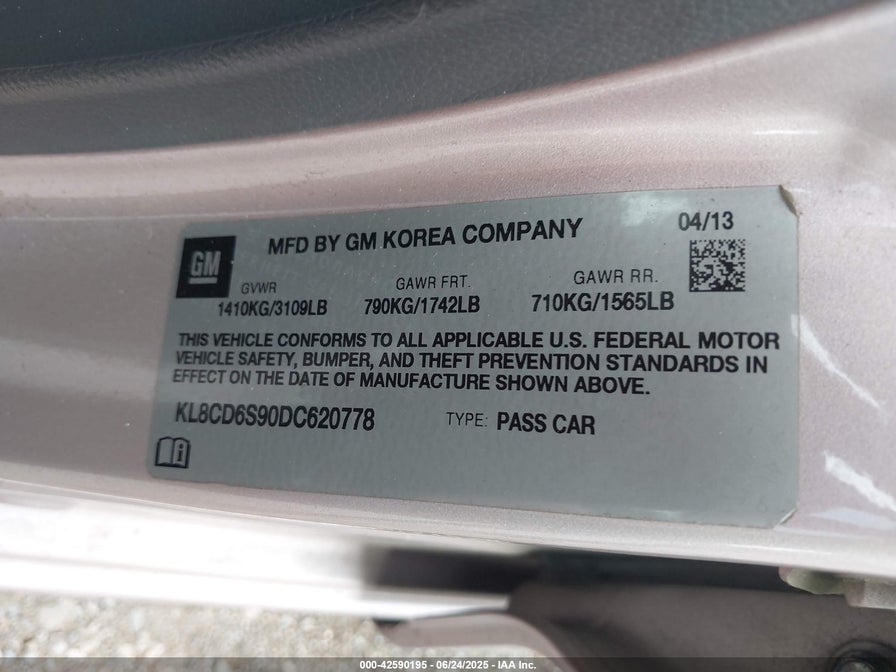 MFD BY GM KOREA COMPANY 04/13
GM
GVWR GAWR FRT. GAWR RR.
1410KG/3109LB 790KG/1742LB 710KG/1565LB
THIS VEHICLE CONFORMS TO ALL APPLICABLE U.S. FEDERAL MOTOR
VEHICLE SAFETY, BUMPER, AND THEFT PREVENTION STANDARDS IN
EFFECT ON THE DATE OF MANUFACTURE SHOWN ABOVE.
KL8CD6S90DC620778 TYPE: PASS CAR
000-42590195 - 06/24/2025 - IAA Inc.